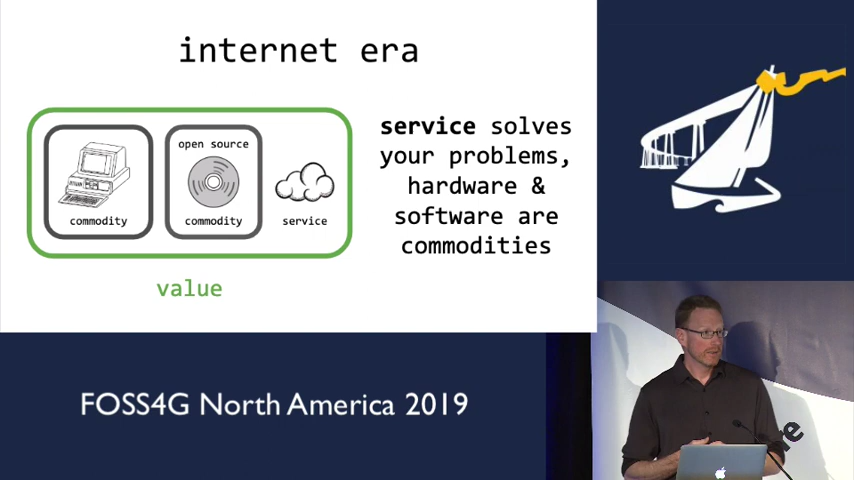 internet era
open source
commodity
commodity
service
value
service solves
your problems,
hardware &
software are
commodities
FOSS4G North America 2019